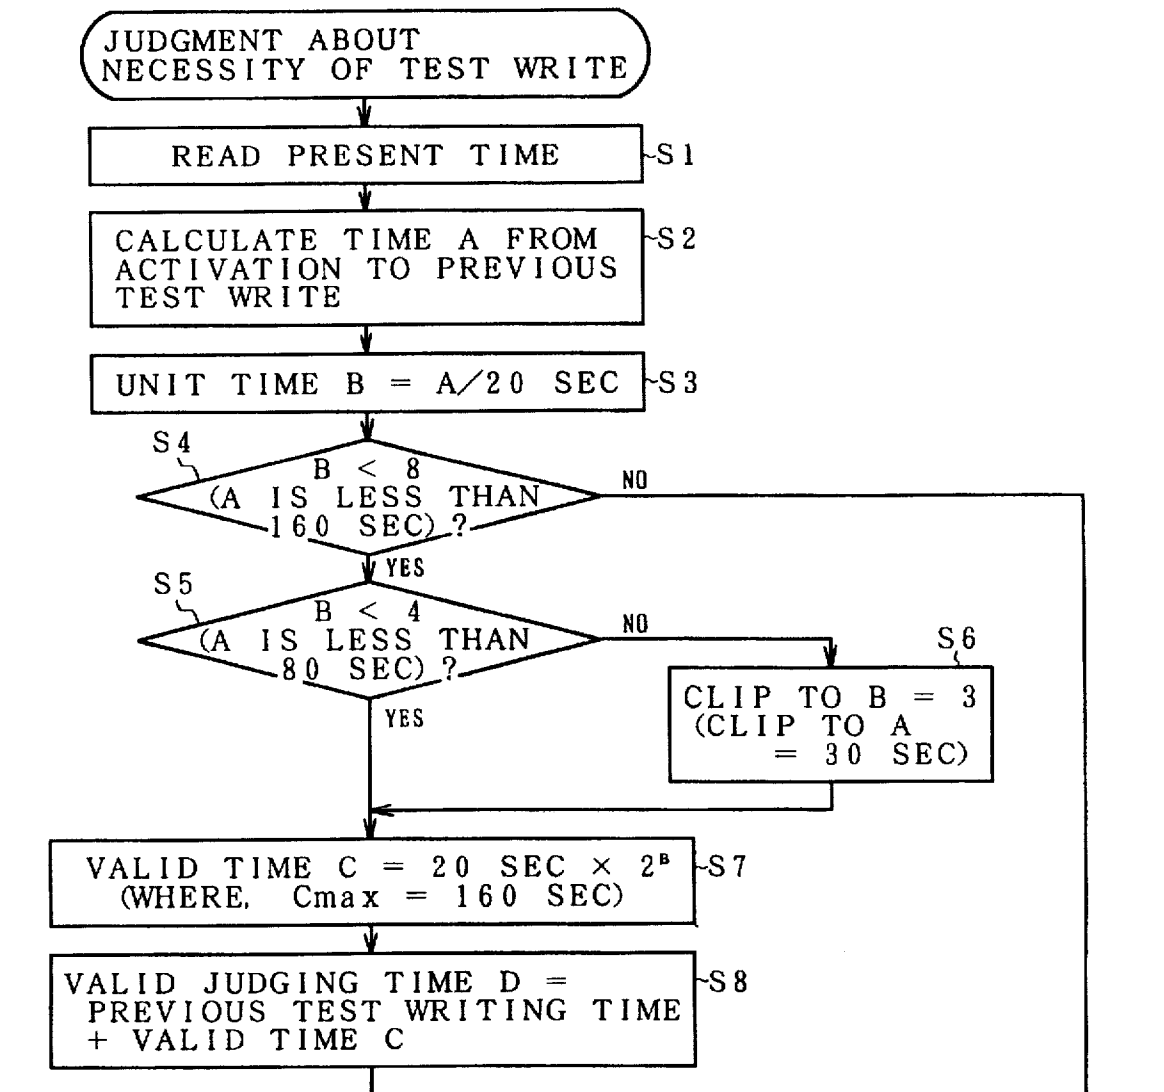 JUDGMENT ABOUT
NECESSITY OF TEST WRITE
READ PRESENT TIME
S1
CALCULATE TIME A FROM
ACTIVATION TO PREVIOUS
TEST WRITE
S2
UNIT TIME B = A/20 SEC
S3
S4
B < 8
(A IS LESS THAN
160 SEC) ?
NO
YES
S5
B < 4
(A IS LESS THAN
80 SEC) ?
NO
YES
S6
CLIP TO B = 3
(CLIP TO A
= 30 SEC)
VALID TIME C = 20 SEC × 2ᴮ
(WHERE, Cmax = 160 SEC)
S7
VALID JUDGING TIME D =
PREVIOUS TEST WRITING TIME
+ VALID TIME C
S8